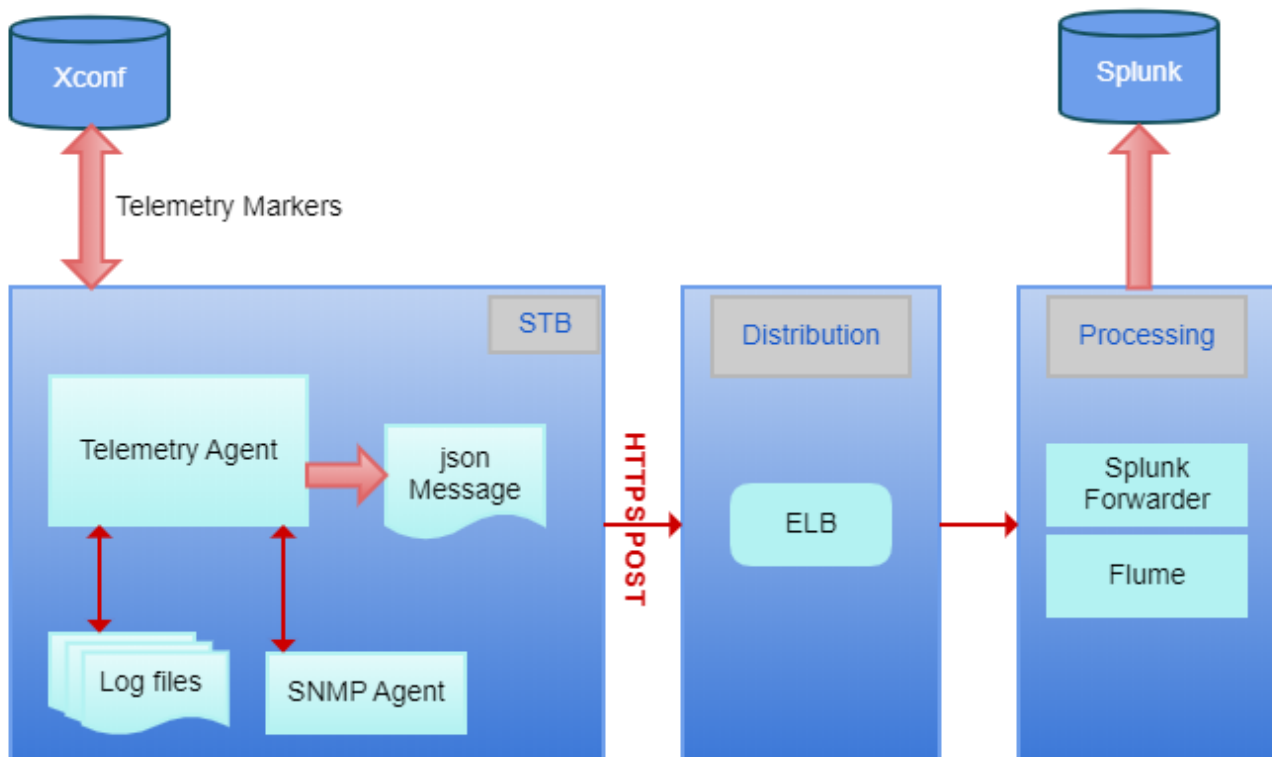 Xconf
Splunk
Telemetry Markers
STB
Distribution
Processing
Telemetry Agent
json
Message
HTTPS POST
Splunk
Forwarder
ELB
Flume
Log files
SNMP Agent